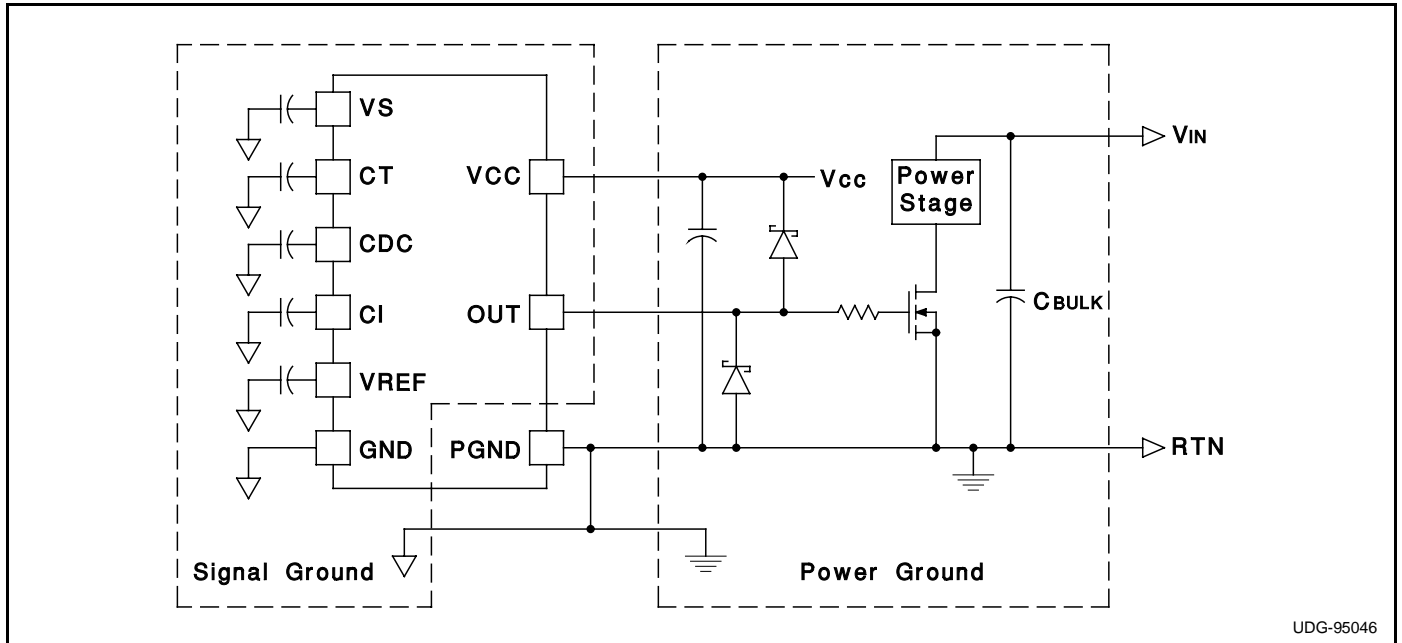 VS
CT
CDC
CI
VREF
GND
VCC
OUT
PGND
Vcc
Power
Stage
VIN
CBULK
RTN
Signal Ground
Power Ground
UDG-95046